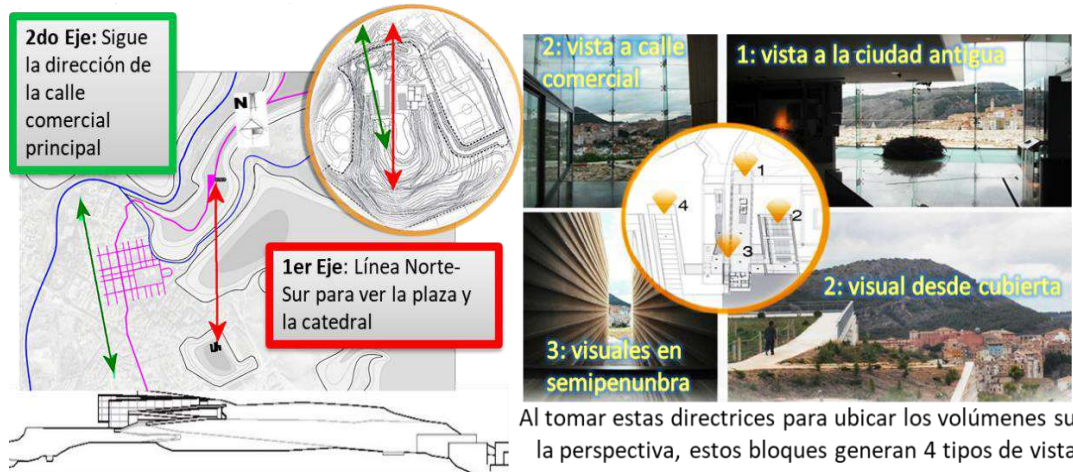 2do Eje: Sigue
la dirección de
la calle
comercial
principal
N
1er Eje: Línea Norte-
Sur para ver la plaza y
la catedral
2: vista a calle
comercial
1: vista a la ciudad antigua
1
4
2
3
3: visuales en
semipenunbra
2: visual desde cubierta
Al tomar estas directrices para ubicar los volúmenes su
la perspectiva, estos bloques generan 4 tipos de vista